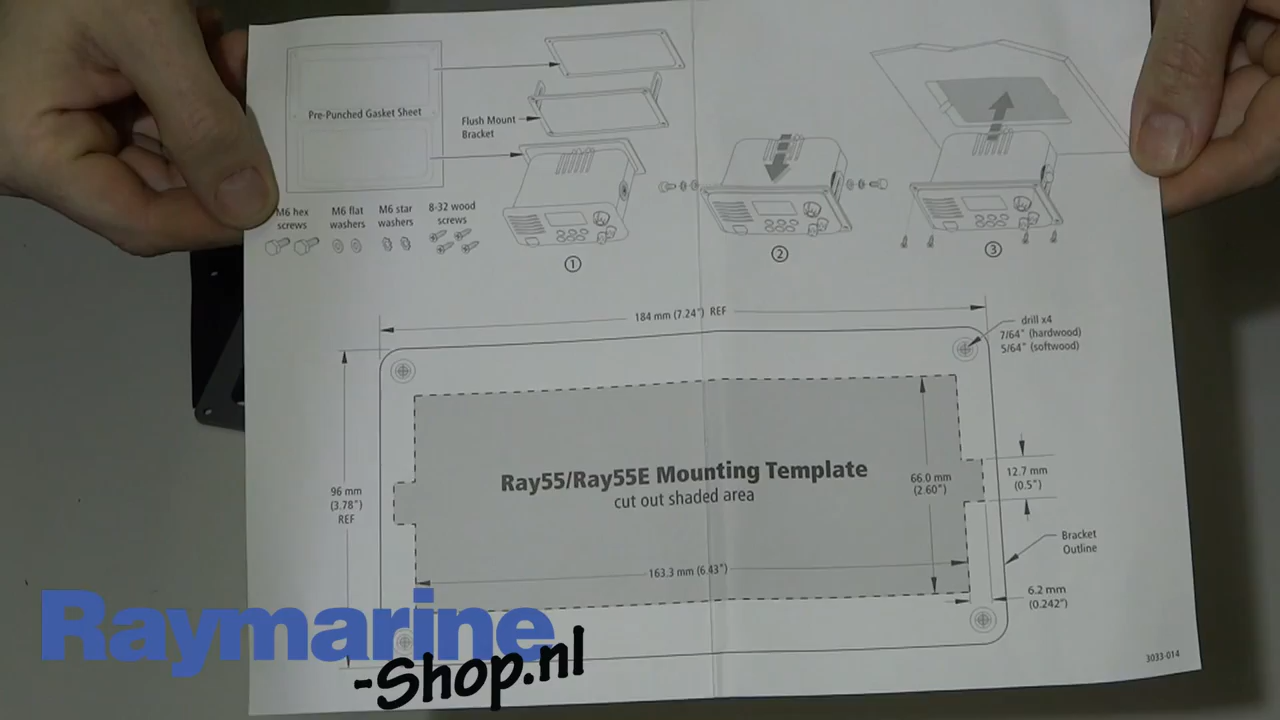 Pre-Punched Gasket Sheet
Flush Mount
Bracket
M6 hex
screws
M6 flat
washers
M6 star
washers
8-32 wood
screws
1
2
3
184 mm (7.24") REF
drill x4
7/64" (hardwood)
5/64" (softwood)
96 mm
(3.78")
REF
Ray55/Ray55E Mounting Template
cut out shaded area
66.0 mm
(2.60")
12.7 mm
(0.5")
Bracket
Outline
163.3 mm (6.43")
6.2 mm
(0.242")
3033-014
Raymarine
-Shop.nl